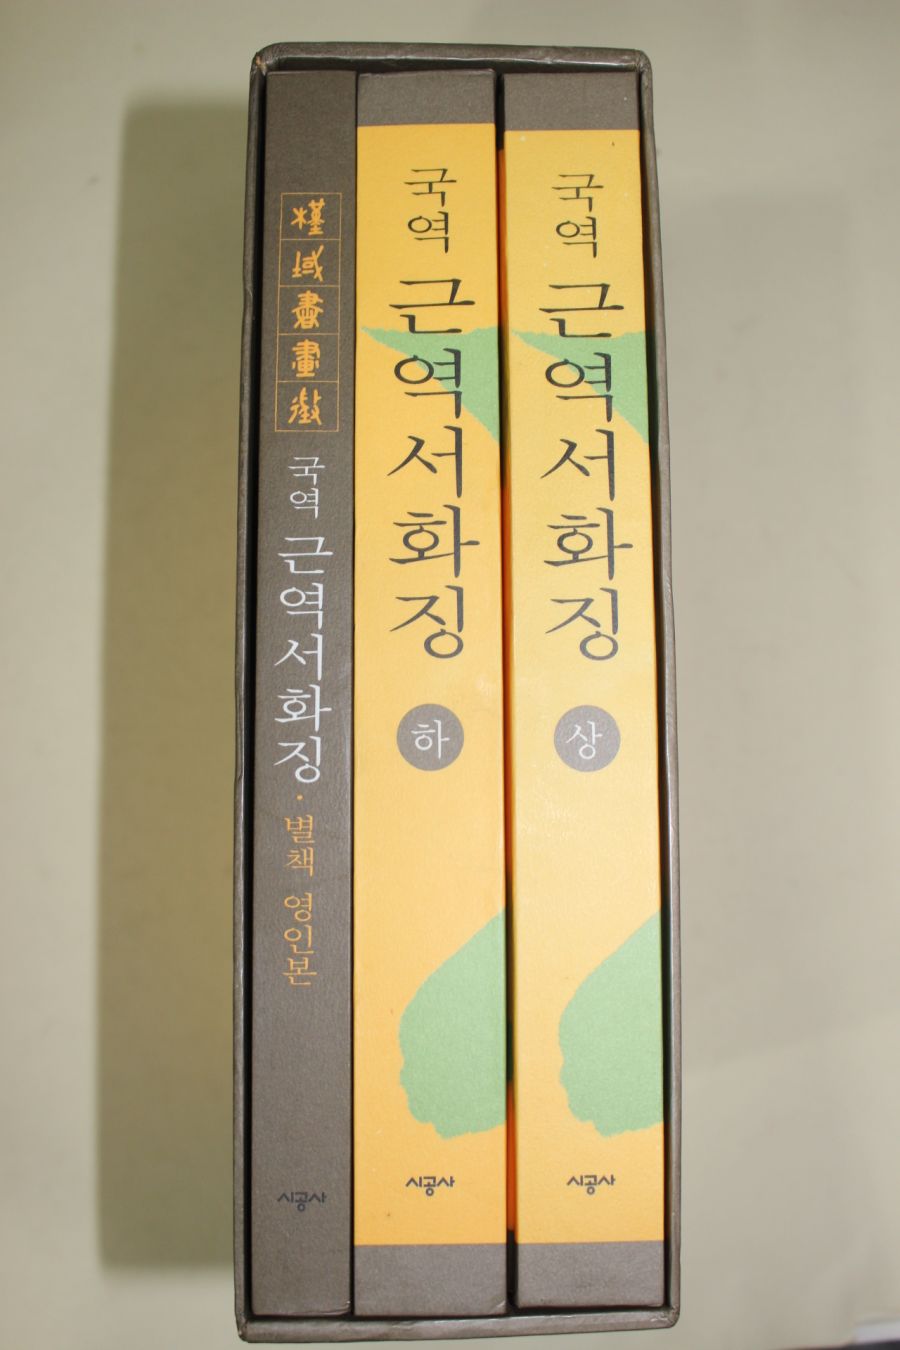 槿域書畫徵
국역 근역서화징 · 별책 영인본
시공사
국역 근역서화징 하
시공사
국역 근역서화징 상
시공사